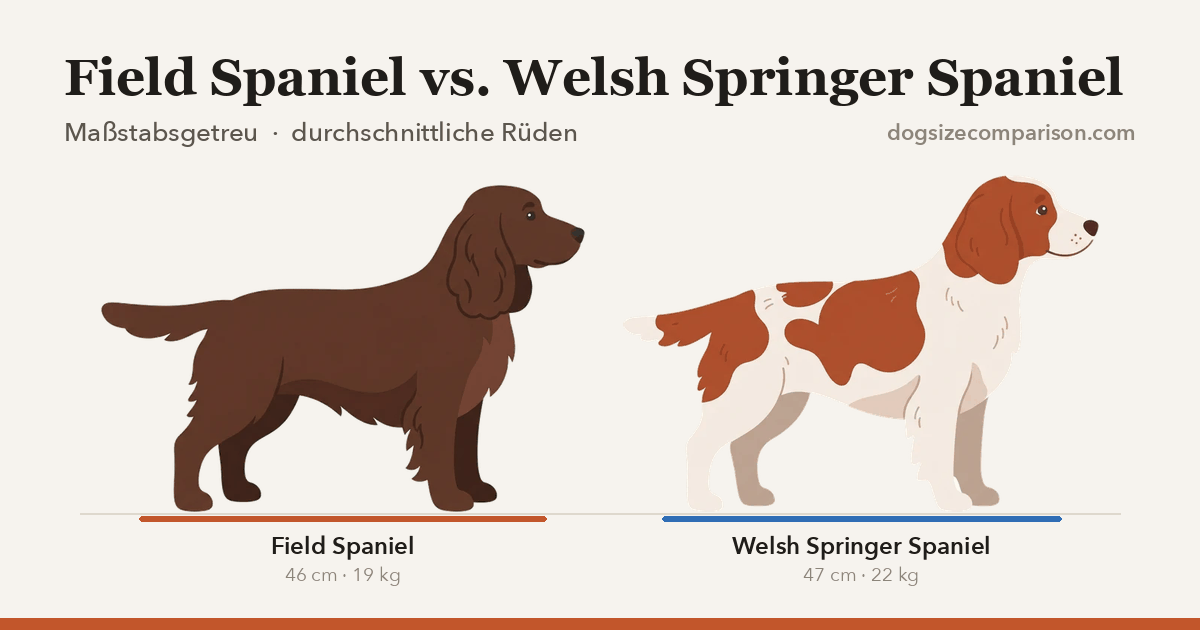 Field Spaniel vs. Welsh Springer Spaniel
Maßstabsgetreu · durchschnittliche Rüden
dogsizecomparison.com
Field Spaniel
46 cm · 19 kg
Welsh Springer Spaniel
47 cm · 22 kg